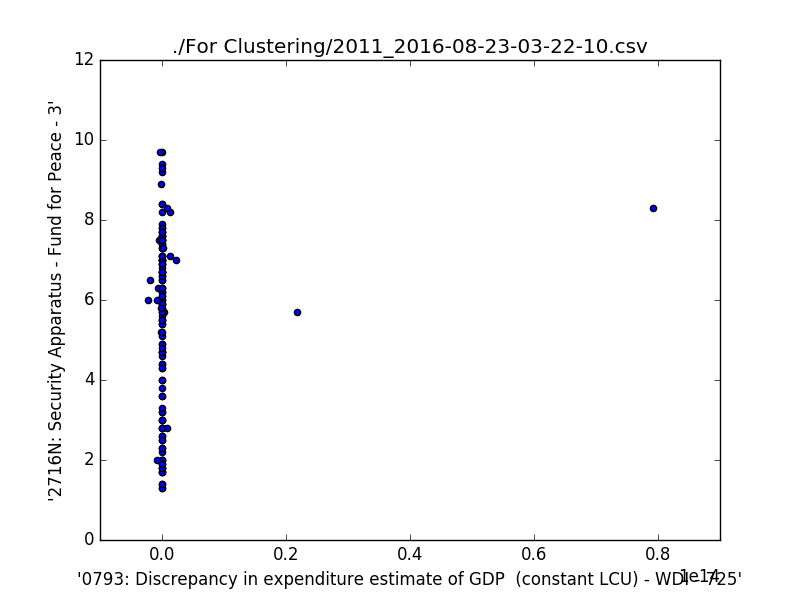 ./For Clustering/2011_2016-08-23-03-22-10.csv
12
10
8
6
4
2
0
'2716N: Security Apparatus - Fund for Peace - 3'
0.0 0.2 0.4 0.6 0.8
1e14
'0793: Discrepancy in expenditure estimate of GDP  (constant LCU) - WDI - 725'